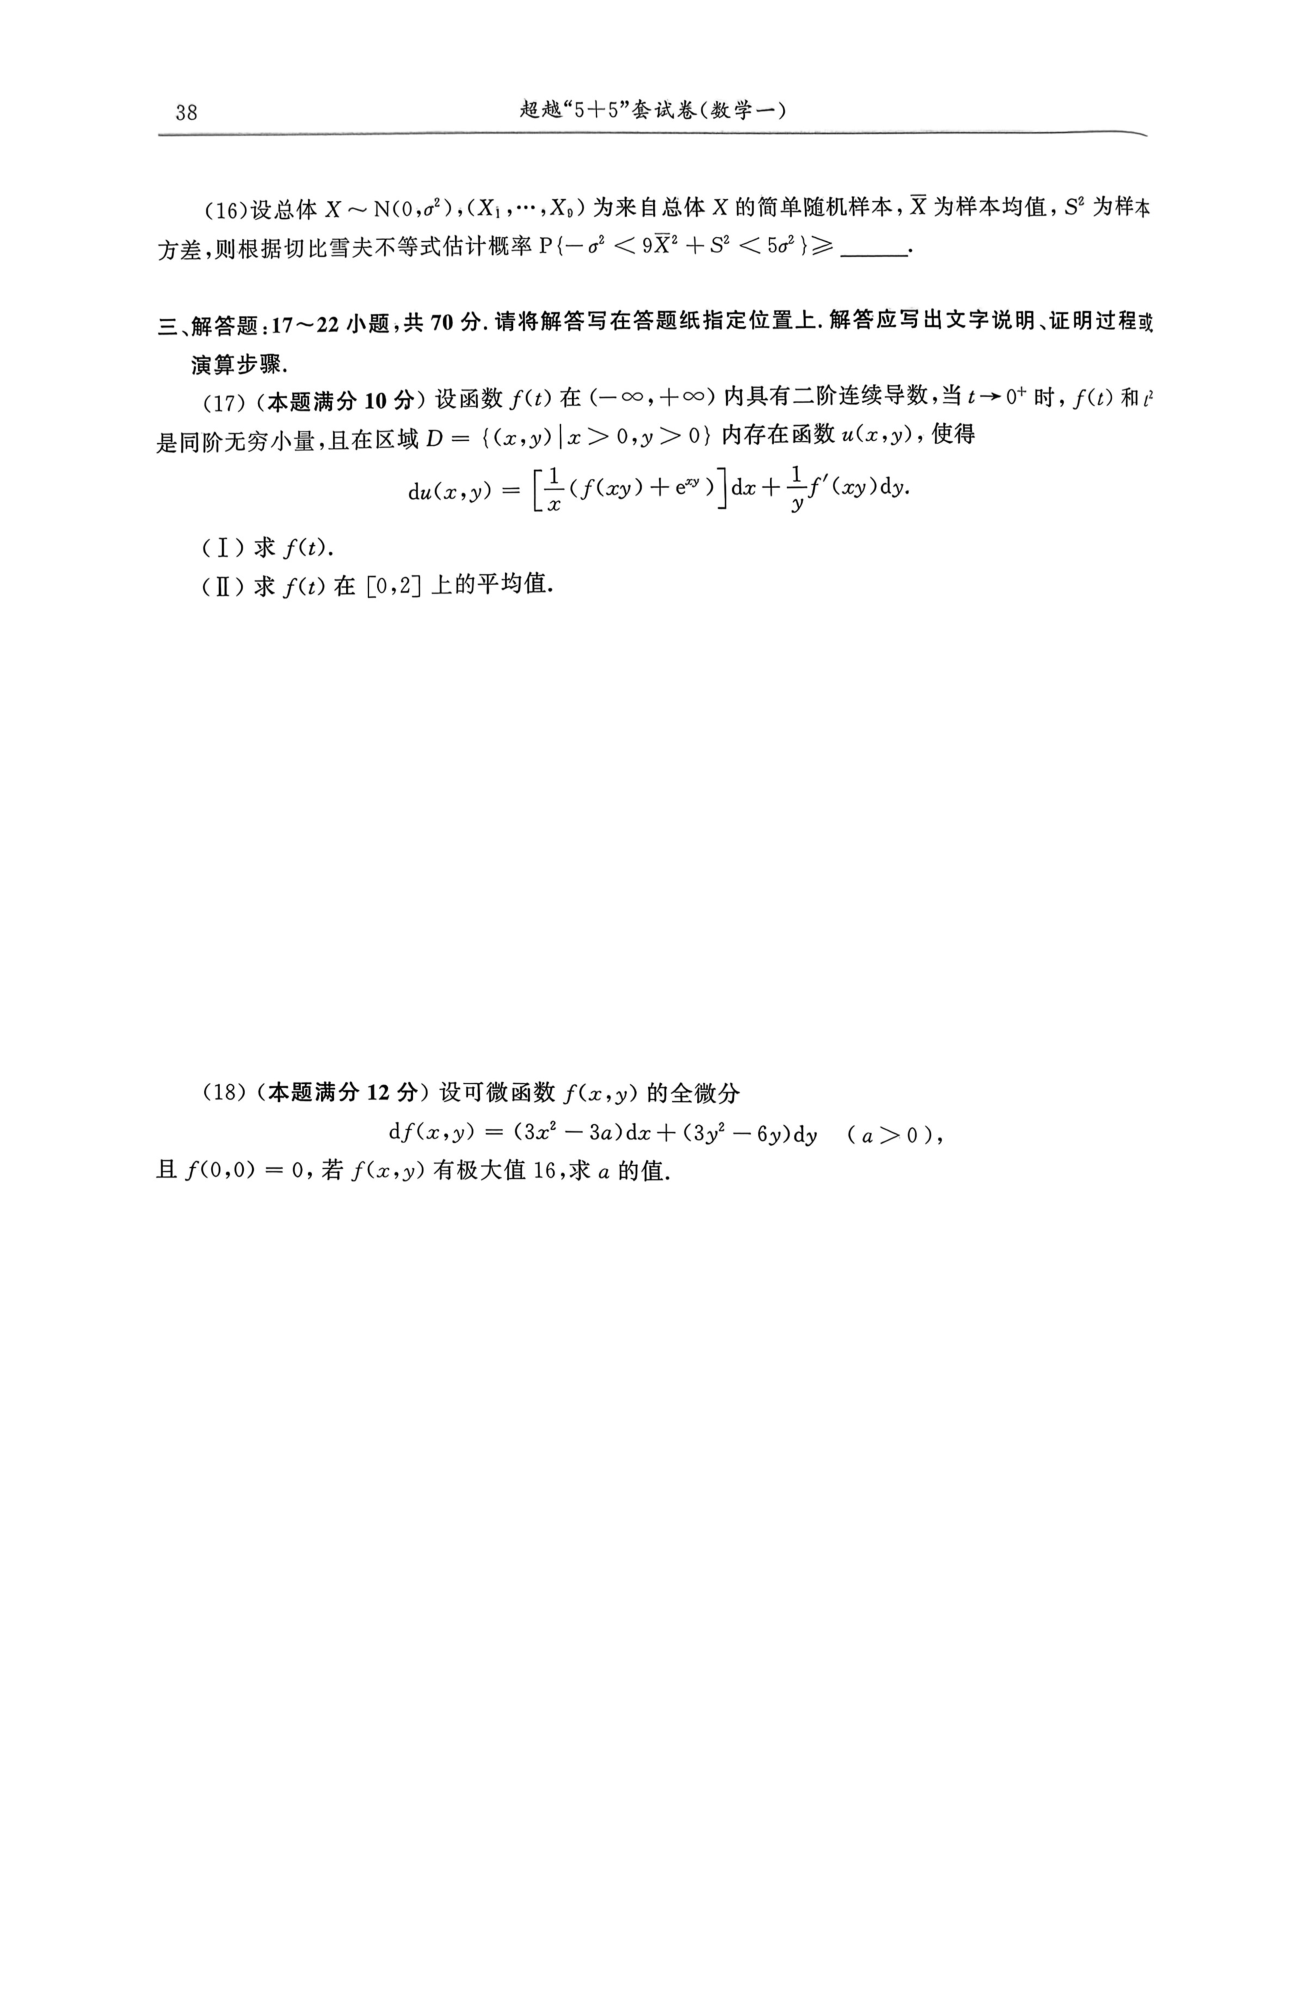 38
超越“5+5”套试卷(数学一)
(16)设总体 X ~ N(0,σ²),(X₁,…,X₉) 为来自总体 X 的简单随机样本, X̄ 为样本均值, S² 为样本
方差,则根据切比雪夫不等式估计概率 P{−σ² < 9X̄² + S² < 5σ²}≥ ______.
三、解答题:17~22 小题,共 70 分. 请将解答写在答题纸指定位置上. 解答应写出文字说明、证明过程或
演算步骤.
(17)(本题满分 10 分) 设函数 f(t) 在 (−∞,+∞) 内具有二阶连续导数,当 t→0⁺ 时, f(t) 和 t²
是同阶无穷小量,且在区域 D = {(x,y)|x > 0,y > 0} 内存在函数 u(x,y), 使得
du(x,y) = [1/x (f(xy) + e^{xy})]dx + 1/y f′(xy)dy.
(Ⅰ) 求 f(t).
(Ⅱ) 求 f(t) 在 [0,2] 上的平均值.
(18)(本题满分 12 分) 设可微函数 f(x,y) 的全微分
df(x,y) = (3x² − 3a)dx + (3y² − 6y)dy (a > 0),
且 f(0,0) = 0, 若 f(x,y) 有极大值 16,求 a 的值.